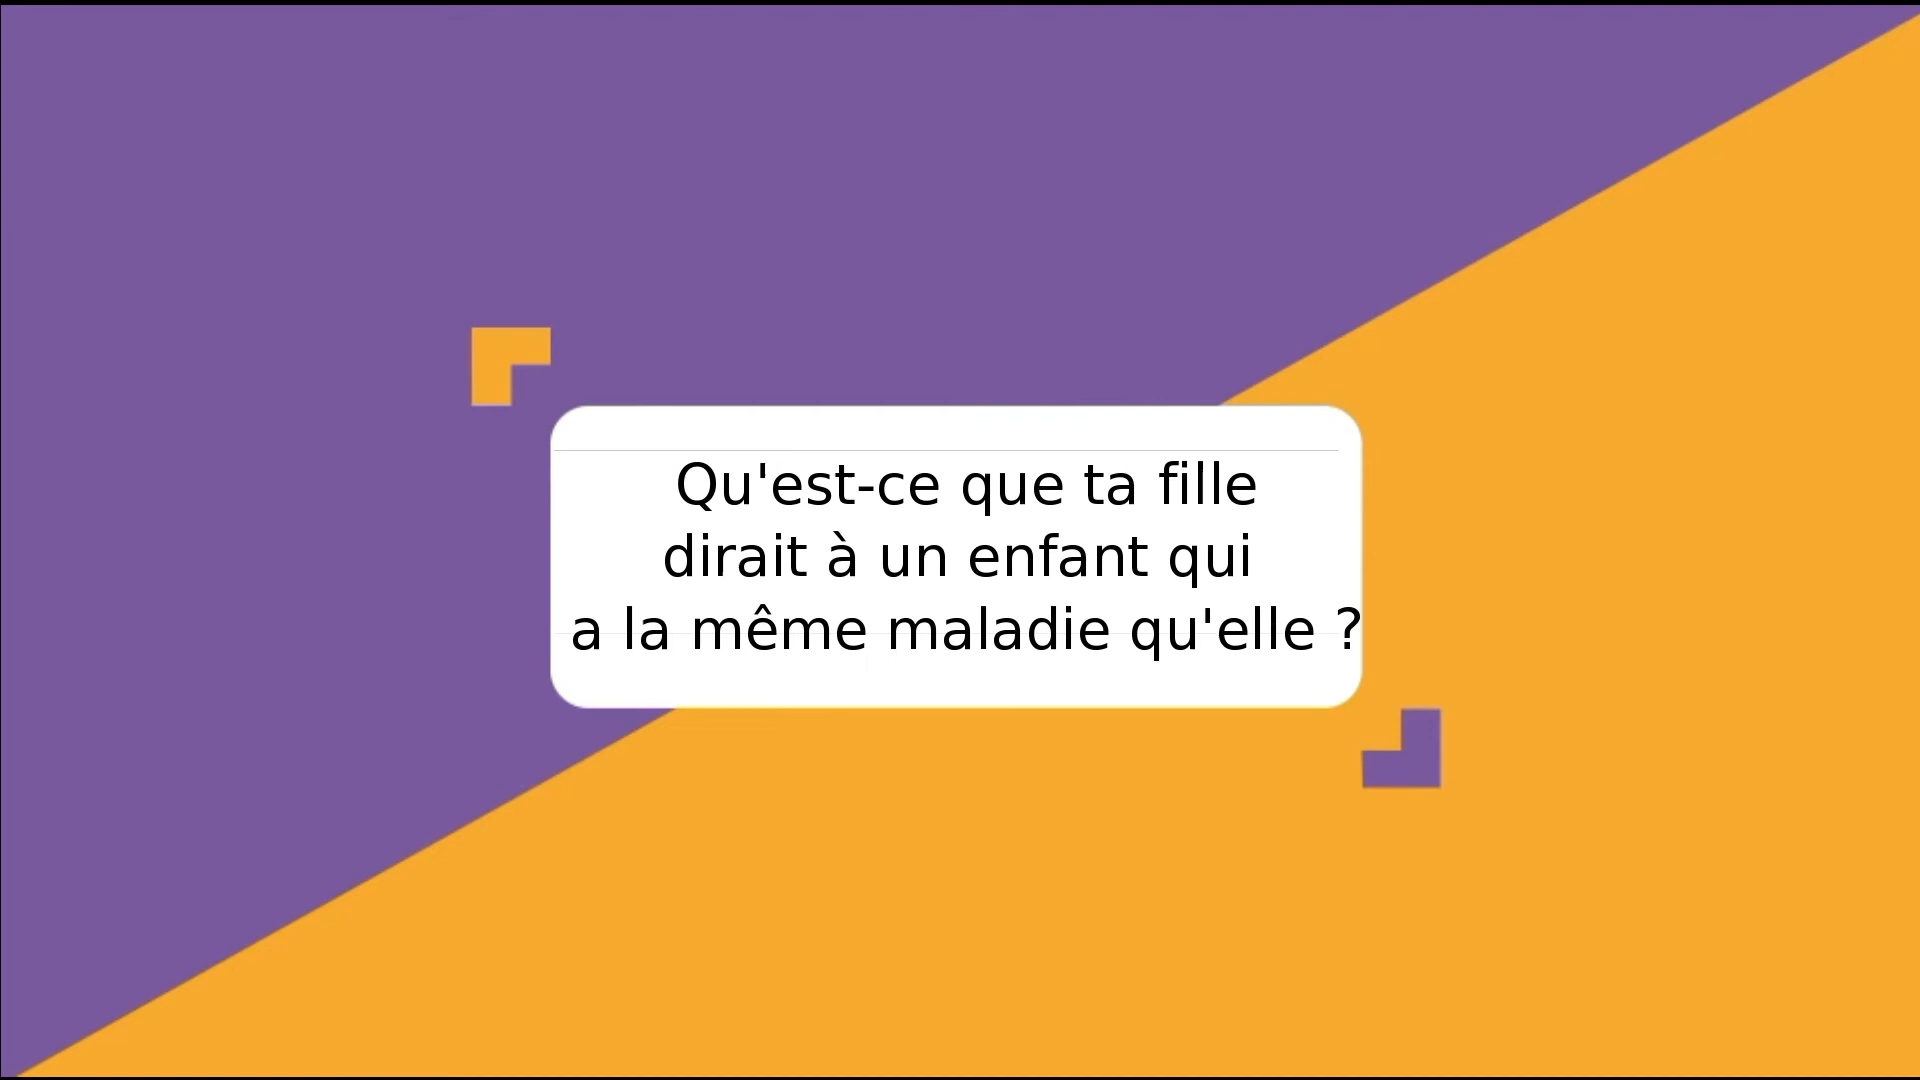 Qu'est-ce que ta fille
dirait à un enfant qui
a la même maladie qu'elle ?